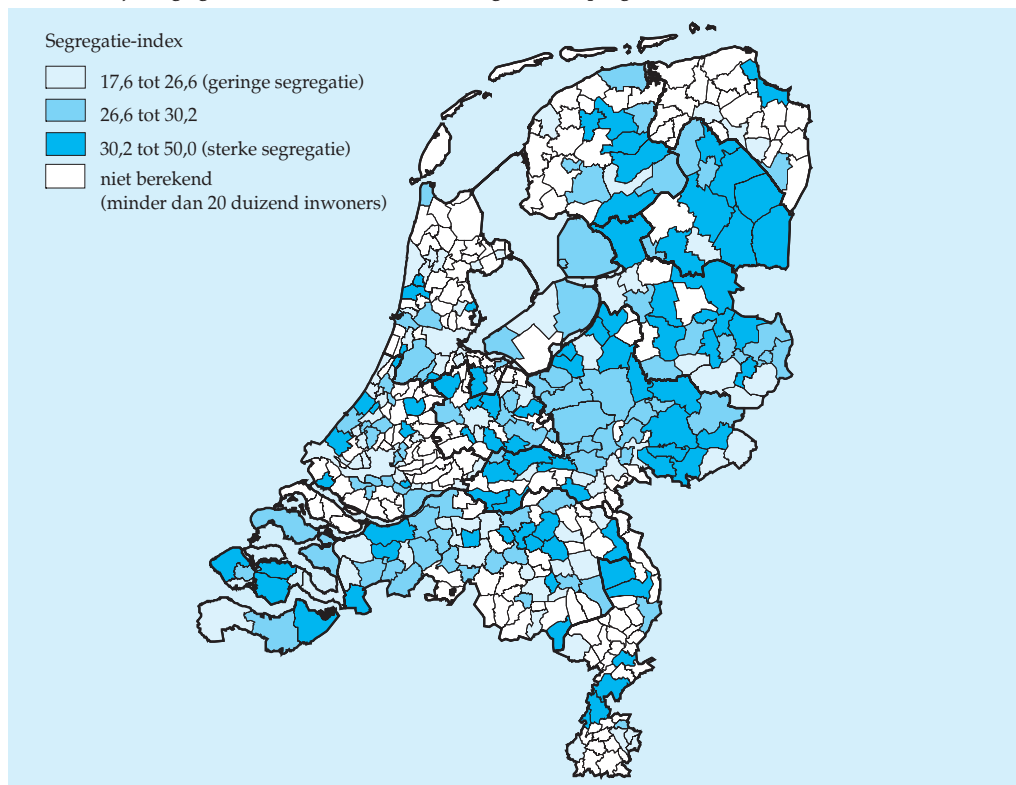 Segregatie-index
17,6 tot 26,6 (geringe segregatie)
26,6 tot 30,2
30,2 tot 50,0 (sterke segregatie)
niet berekend
(minder dan 20 duizend inwoners)